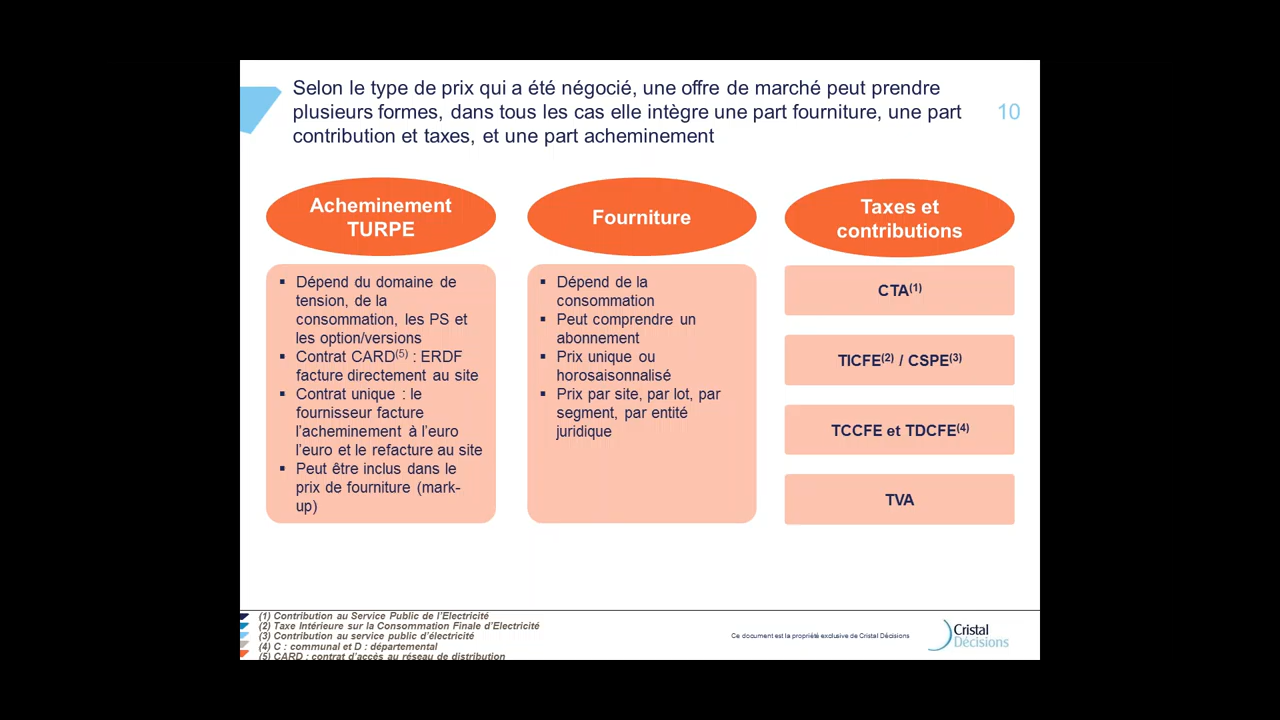 Selon le type de prix qui a été négocié, une offre de marché peut prendre
plusieurs formes, dans tous les cas elle intègre une part fourniture, une part
contribution et taxes, et une part acheminement
10
Acheminement
TURPE
▪ Dépend du domaine de
tension, de la
consommation, les PS et
les option/versions
▪ Contrat CARD(5) : ERDF
facture directement au site
▪ Contrat unique : le
fournisseur facture
l'acheminement à l'euro
l'euro et le refacture au site
▪ Peut être inclus dans le
prix de fourniture (mark-
up)
Fourniture
▪ Dépend de la
consommation
▪ Peut comprendre un
abonnement
▪ Prix unique ou
horosaisonnalisé
▪ Prix par site, par lot, par
segment, par entité
juridique
Taxes et
contributions
CTA(1)
TICFE(2) / CSPE(3)
TCCFE et TDCFE(4)
TVA
(1) Contribution au Service Public de l'Electricité
(2) Taxe Intérieure sur la Consommation Finale d'Electricité
(3) Contribution au service public d'électricité
(4) C : communal et D : départemental
(5) CARD : contrat d'accès au réseau de distribution
Ce document est la propriété exclusive de Cristal Décisions
Cristal
Décisions